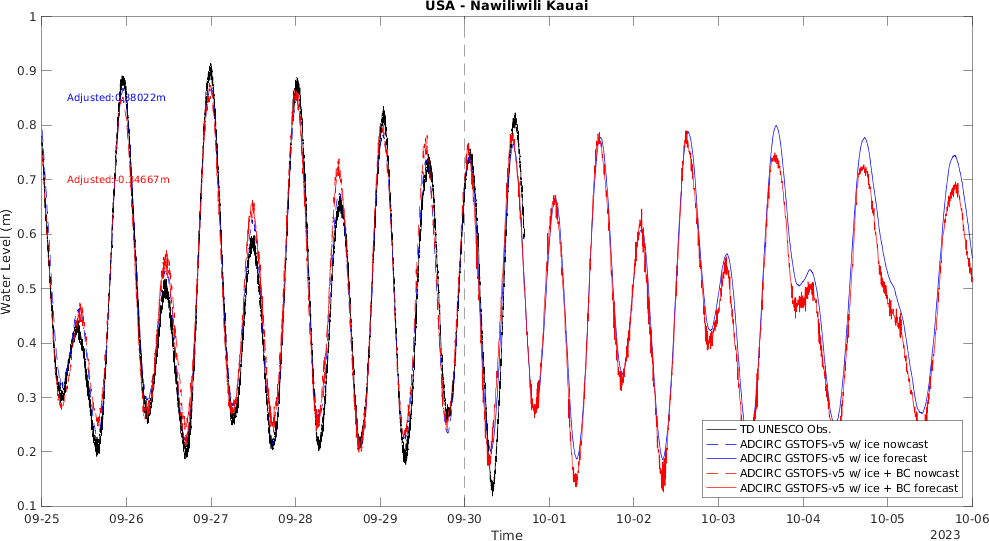 USA - Nawiliwili Kauai
1
0.9
0.8
0.7
0.6
0.5
0.4
0.3
0.2
0.1
Water Level (m)
Adjusted:0.38022m
Adjusted:-0.34667m
TD UNESCO Obs.
ADCIRC GSTOFS-v5 w/ ice nowcast
ADCIRC GSTOFS-v5 w/ ice forecast
ADCIRC GSTOFS-v5 w/ ice + BC nowcast
ADCIRC GSTOFS-v5 w/ ice + BC forecast
09-25 09-26 09-27 09-28 09-29 09-30 10-01 10-02 10-03 10-04 10-05 10-06
Time
2023